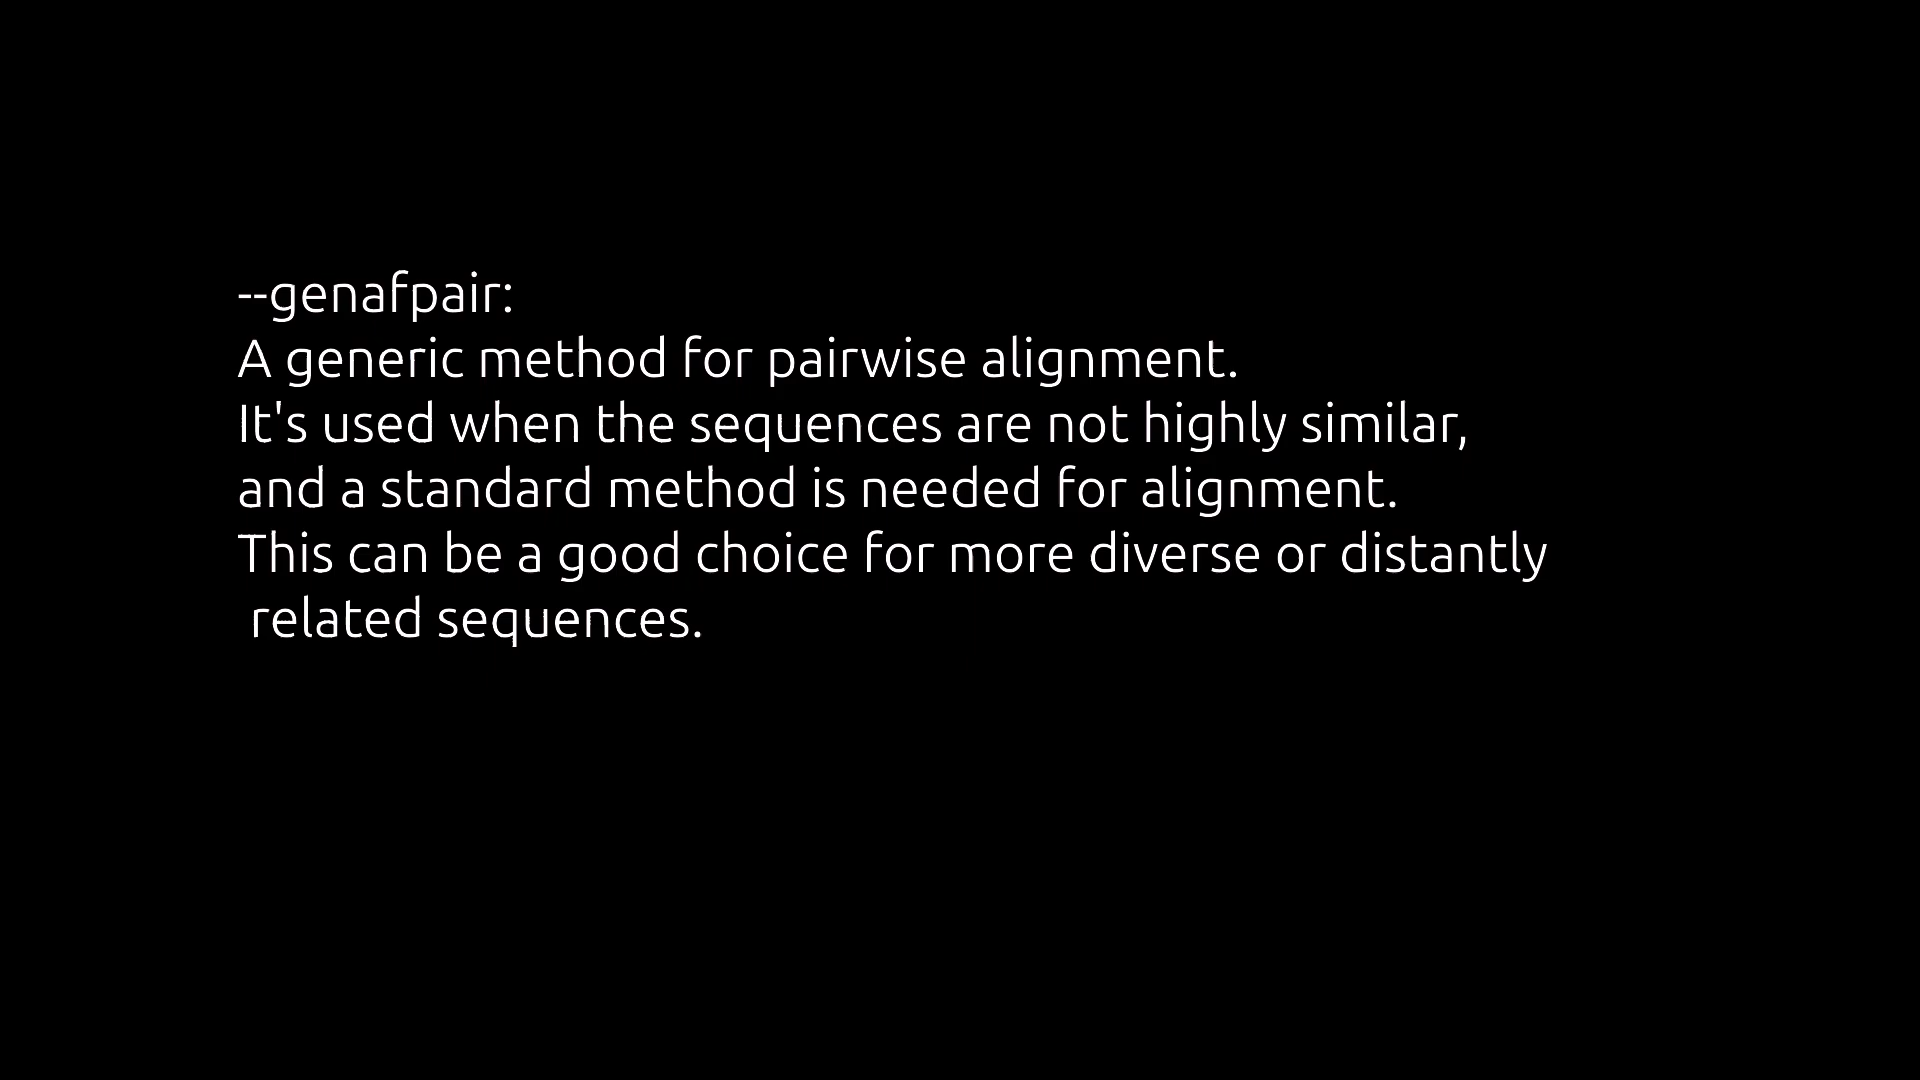 --genafpair:
A generic method for pairwise alignment.
It's used when the sequences are not highly similar,
and a standard method is needed for alignment.
This can be a good choice for more diverse or distantly
related sequences.